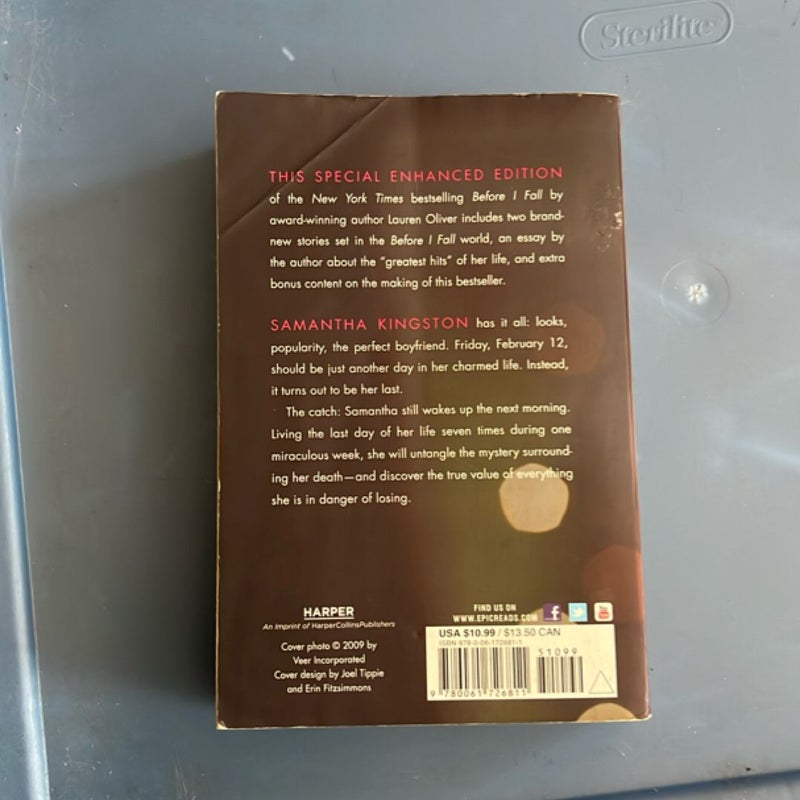 Sterilite
THIS SPECIAL ENHANCED EDITION
of the New York Times bestselling Before I Fall by
award-winning author Lauren Oliver includes two brand-
new stories set in the Before I Fall world, an essay by
the author about the "greatest hits" of her life, and extra
bonus content on the making of this bestseller.
SAMANTHA KINGSTON has it all: looks,
popularity, the perfect boyfriend. Friday, February 12,
should be just another day in her charmed life. Instead,
it turns out to be her last.
The catch: Samantha still wakes up the next morning.
Living the last day of her life seven times during one
miraculous week, she will untangle the mystery surround-
ing her death—and discover the true value of everything
she is in danger of losing.
HARPER
An Imprint of HarperCollinsPublishers
Cover photo © 2009 by
Veer Incorporated
Cover design by Joel Tippie
and Erin Fitzsimmons
FIND US ON
WWW.EPICREADS.COM
USA $10.99 / $13.50 CAN
ISBN 978-0-06-172681-1
51099
9 780061 726811